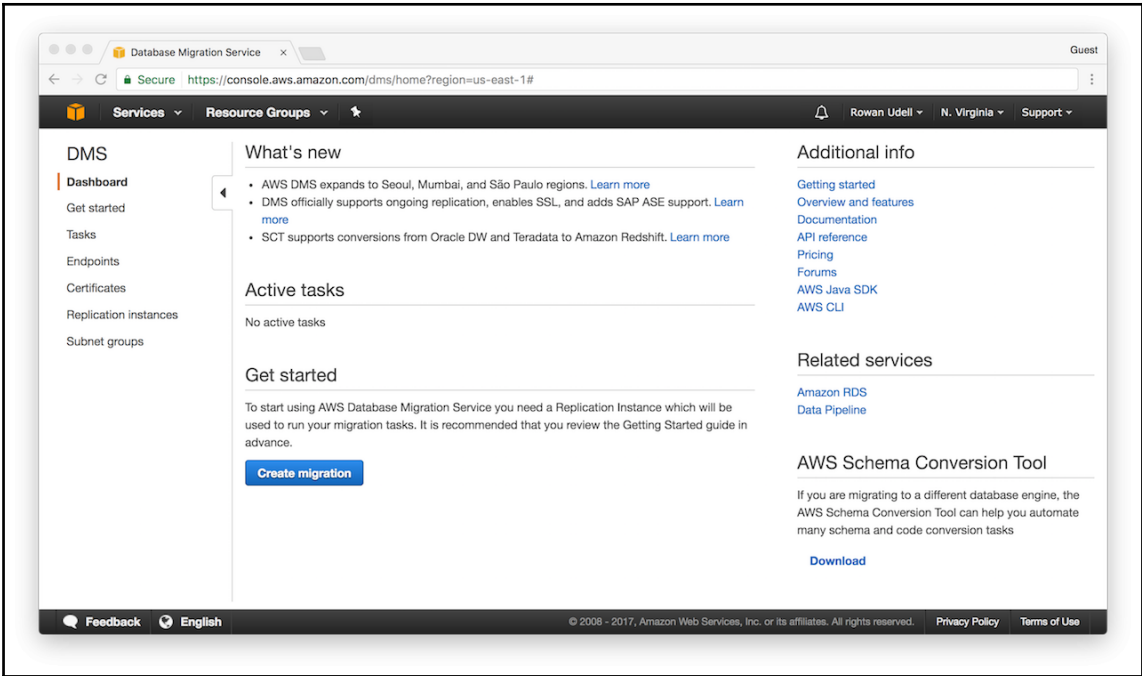 Database Migration Service
Guest
Secure https://console.aws.amazon.com/dms/home?region=us-east-1#
Services Resource Groups Rowan Udell N. Virginia Support
DMS
Dashboard
Get started
Tasks
Endpoints
Certificates
Replication instances
Subnet groups
What's new
• AWS DMS expands to Seoul, Mumbai, and São Paulo regions. Learn more
• DMS officially supports ongoing replication, enables SSL, and adds SAP ASE support. Learn
more
• SCT supports conversions from Oracle DW and Teradata to Amazon Redshift. Learn more
Active tasks
No active tasks
Get started
To start using AWS Database Migration Service you need a Replication Instance which will be
used to run your migration tasks. It is recommended that you review the Getting Started guide in
advance.
Create migration
Additional info
Getting started
Overview and features
Documentation
API reference
Pricing
Forums
AWS Java SDK
AWS CLI
Related services
Amazon RDS
Data Pipeline
AWS Schema Conversion Tool
If you are migrating to a different database engine, the
AWS Schema Conversion Tool can help you automate
many schema and code conversion tasks
Download
Feedback English © 2008 - 2017, Amazon Web Services, Inc. or its affiliates. All rights reserved. Privacy Policy Terms of Use